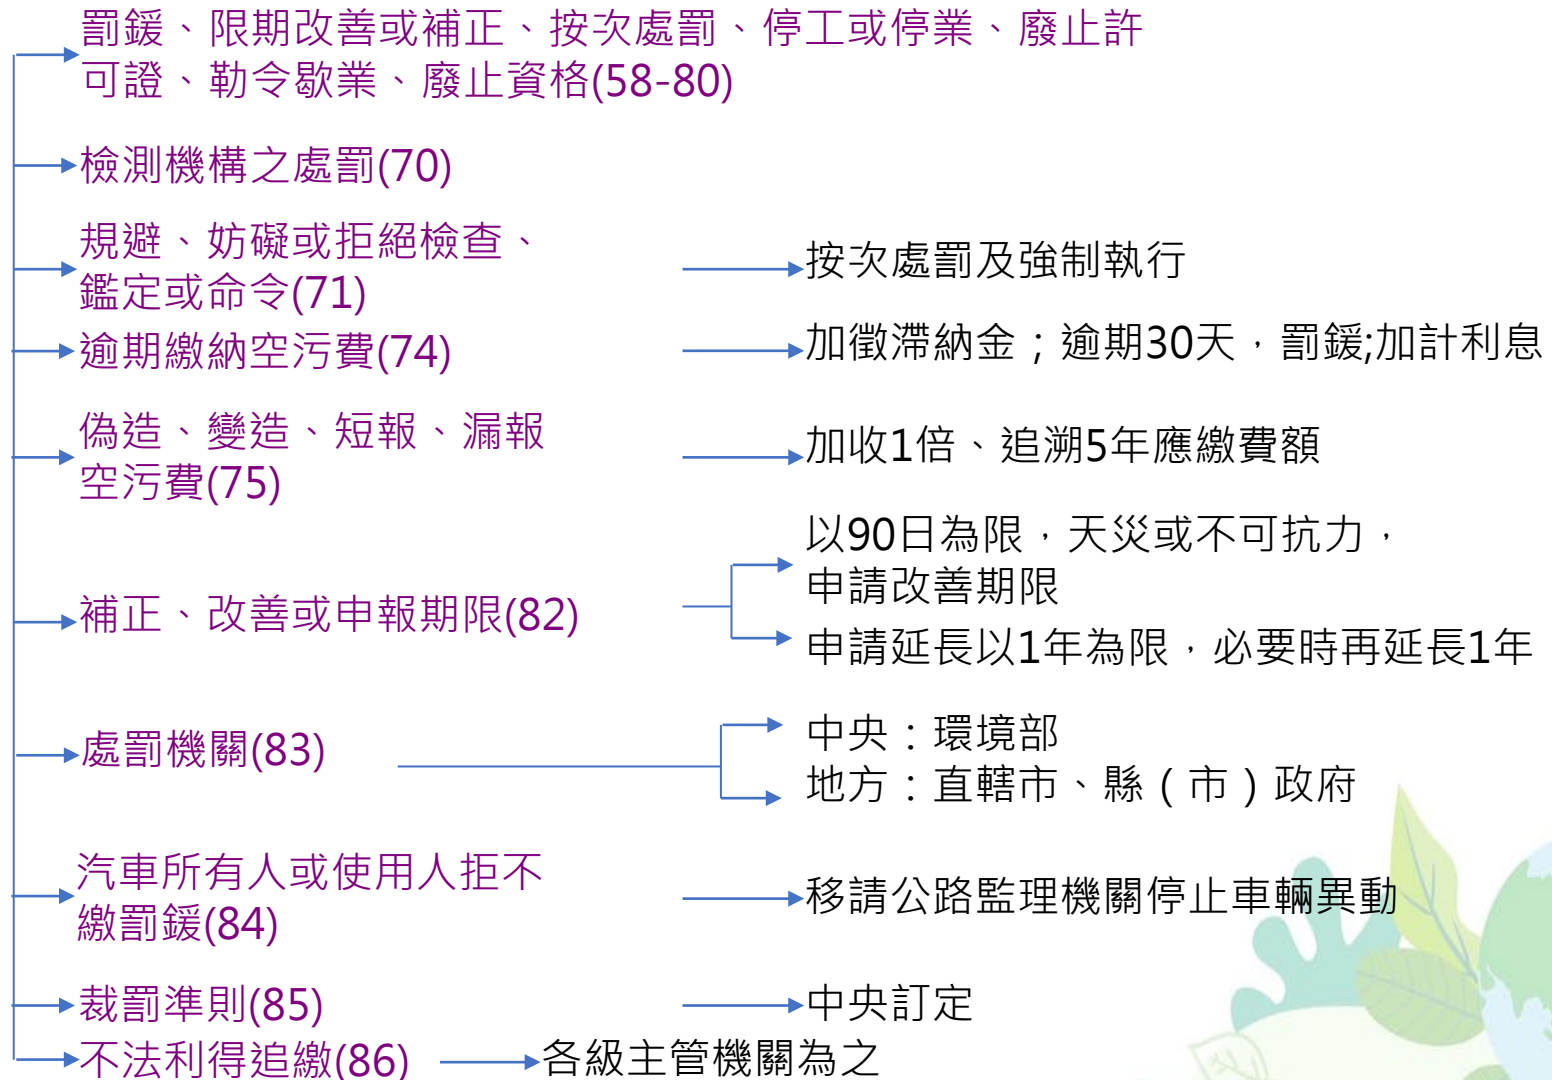 罰鍰、限期改善或補正、按次處罰、停工或停業、廢止許
可證、勒令歇業、廢止資格(58-80)
檢測機構之處罰(70)
規避、妨礙或拒絕檢查、
鑑定或命令(71)
按次處罰及強制執行
逾期繳納空污費(74)
加徵滯納金；逾期30天，罰鍰;加計利息
偽造、變造、短報、漏報
空污費(75)
加收1倍、追溯5年應繳費額
補正、改善或申報期限(82)
以90日為限，天災或不可抗力，
申請改善期限
申請延長以1年為限，必要時再延長1年
處罰機關(83)
中央：環境部
地方：直轄市、縣（市）政府
汽車所有人或使用人拒不
繳罰鍰(84)
移請公路監理機關停止車輛異動
裁罰準則(85)
中央訂定
不法利得追繳(86)
各級主管機關為之